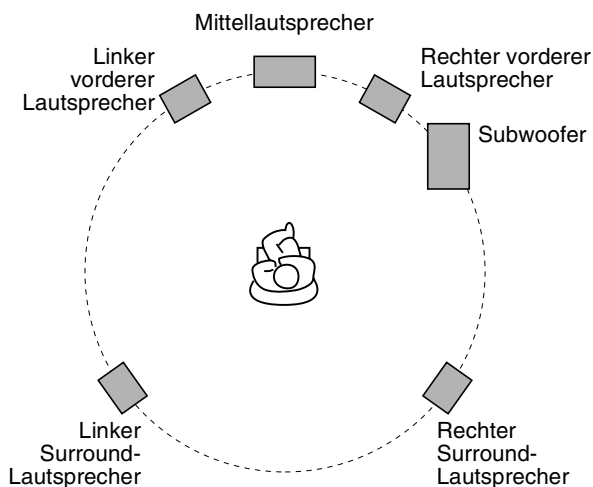 Mittellautsprecher
Linker
vorderer
Lautsprecher
Rechter vorderer
Lautsprecher
Subwoofer
Linker
Surround-
Lautsprecher
Rechter
Surround-
Lautsprecher